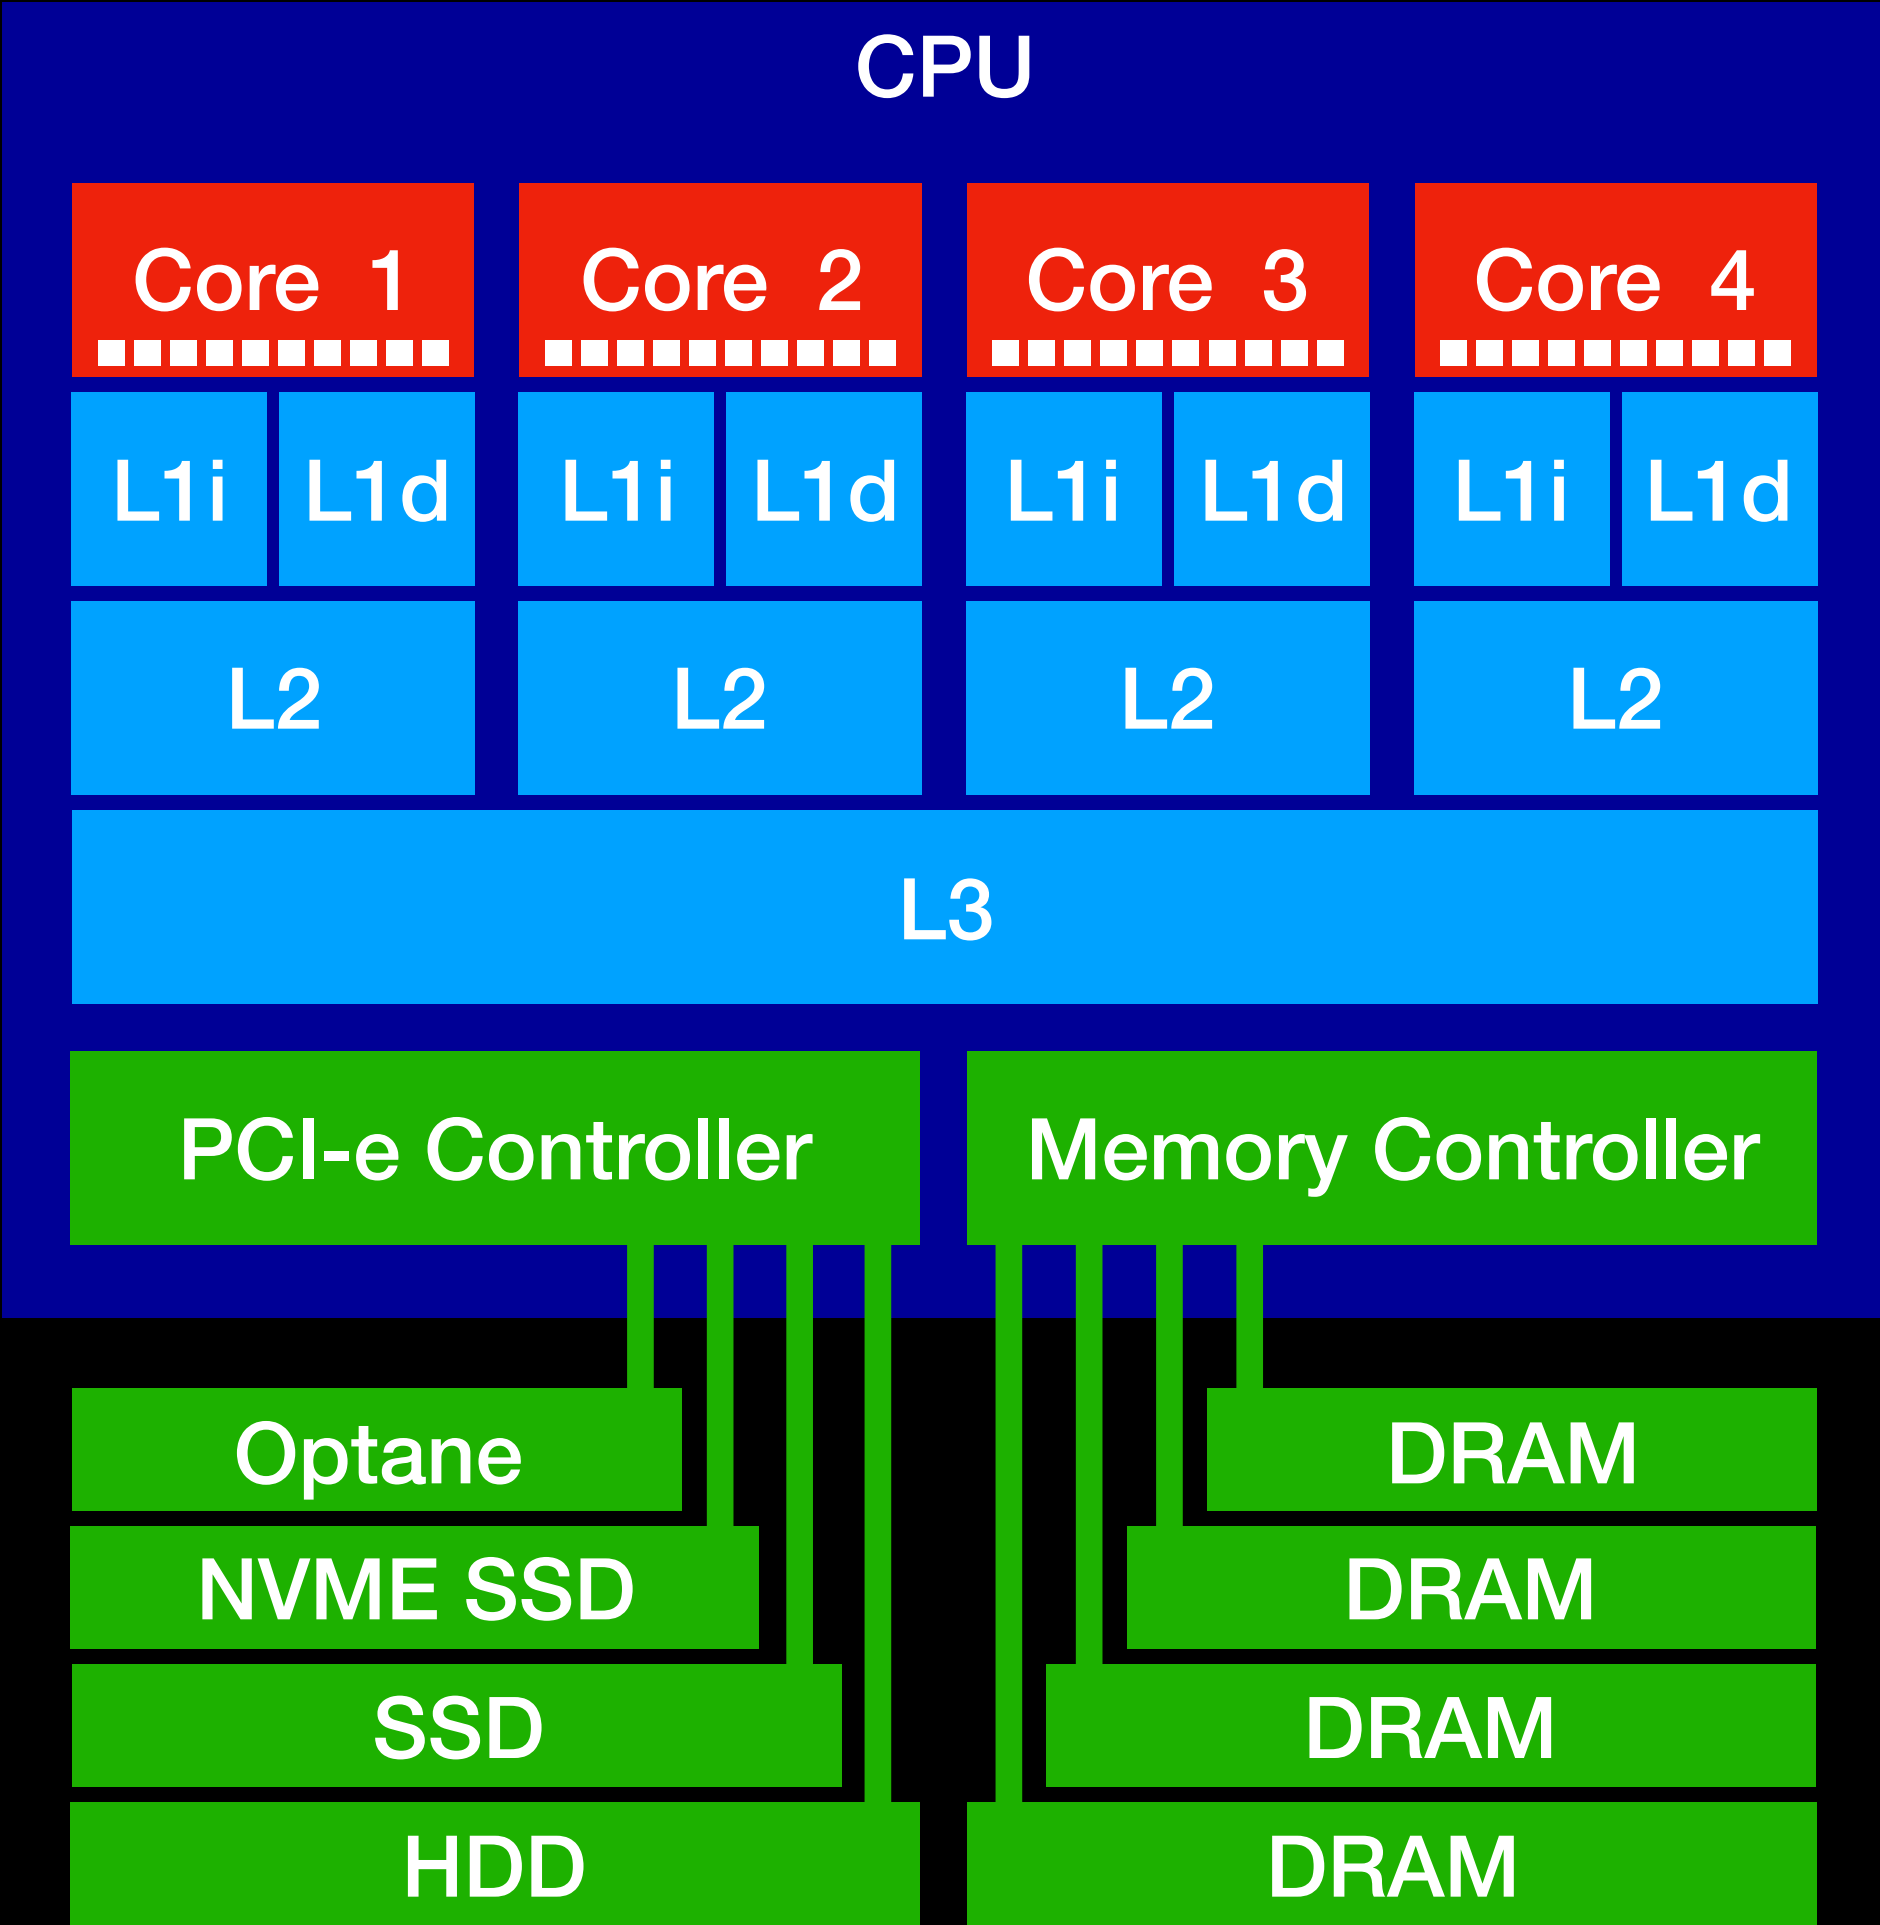 CPU
Core 1 Core 2 Core 3 Core 4
L1i L1d L1i L1d L1i L1d L1i L1d
L2 L2 L2 L2
L3
PCI-e Controller Memory Controller
Optane DRAM
NVME SSD DRAM
SSD DRAM
HDD DRAM